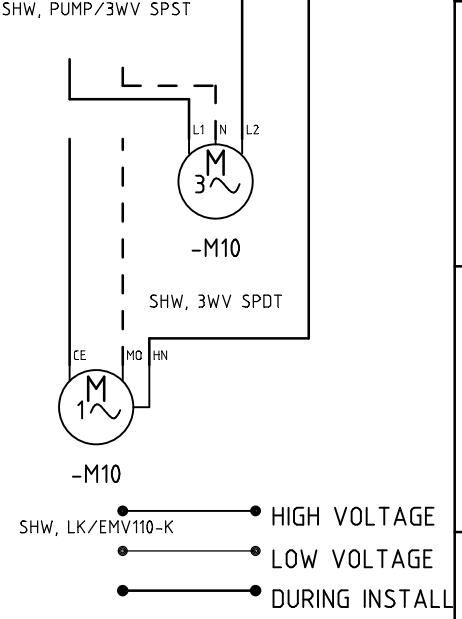 SHW, PUMP/3WV SPST
L1 N L2
M
3~
-M10
SHW, 3WV SPDT
CE MO HN
M
1~
-M10
HIGH VOLTAGE
SHW, LK/EMV110-K
LOW VOLTAGE
DURING INSTALL